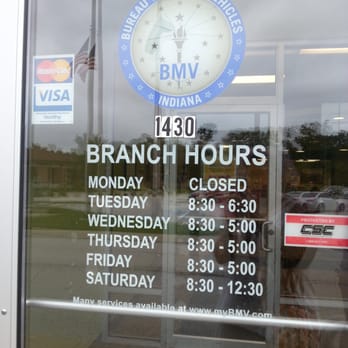 BUREAU OF VEHICLES
BMV
INDIANA
MasterCard
VISA
1430
BRANCH HOURS
MONDAY CLOSED
TUESDAY 8:30 - 6:30
WEDNESDAY 8:30 - 5:00
THURSDAY 8:30 - 5:00
FRIDAY 8:30 - 5:00
SATURDAY 8:30 - 12:30
Many services available at www.myBMV.com
PROTECTED BY
CSC